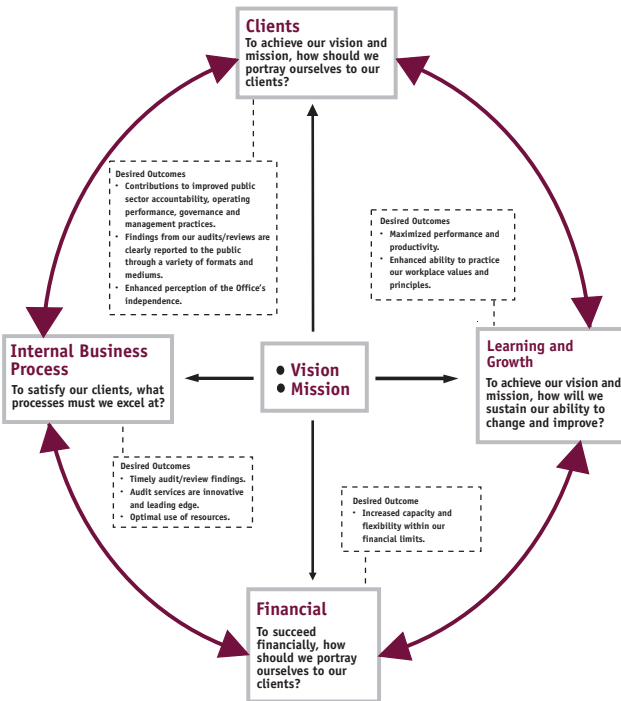 Clients
To achieve our vision and
mission, how should we
portray ourselves to our
clients?
Desired Outcomes
• Contributions to improved public
sector accountability, operating
performance, governance and
management practices.
• Findings from our audits/reviews are
clearly reported to the public
through a variety of formats and
mediums.
• Enhanced perception of the Office's
independence.
Desired Outcomes
• Maximized performance and
productivity.
• Enhanced ability to practice
our workplace values and
principles.
Internal Business
Process
To satisfy our clients, what
processes must we excel at?
• Vision
• Mission
Learning and
Growth
To achieve our vision and
mission, how will we
sustain our ability to
change and improve?
Desired Outcomes
• Timely audit/review findings.
• Audit services are innovative
and leading edge.
• Optimal use of resources.
Desired Outcome
• Increased capacity and
flexibility within our
financial limits.
Financial
To succeed
financially, how
should we portray
ourselves to our
clients?